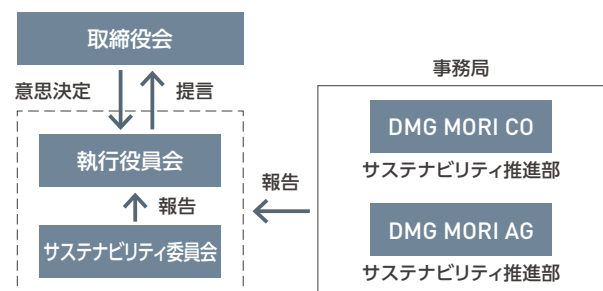 取締役会
意思決定
提言
執行役員会
報告
サステナビリティ委員会
報告
事務局
DMG MORI CO
サステナビリティ推進部
DMG MORI AG
サステナビリティ推進部